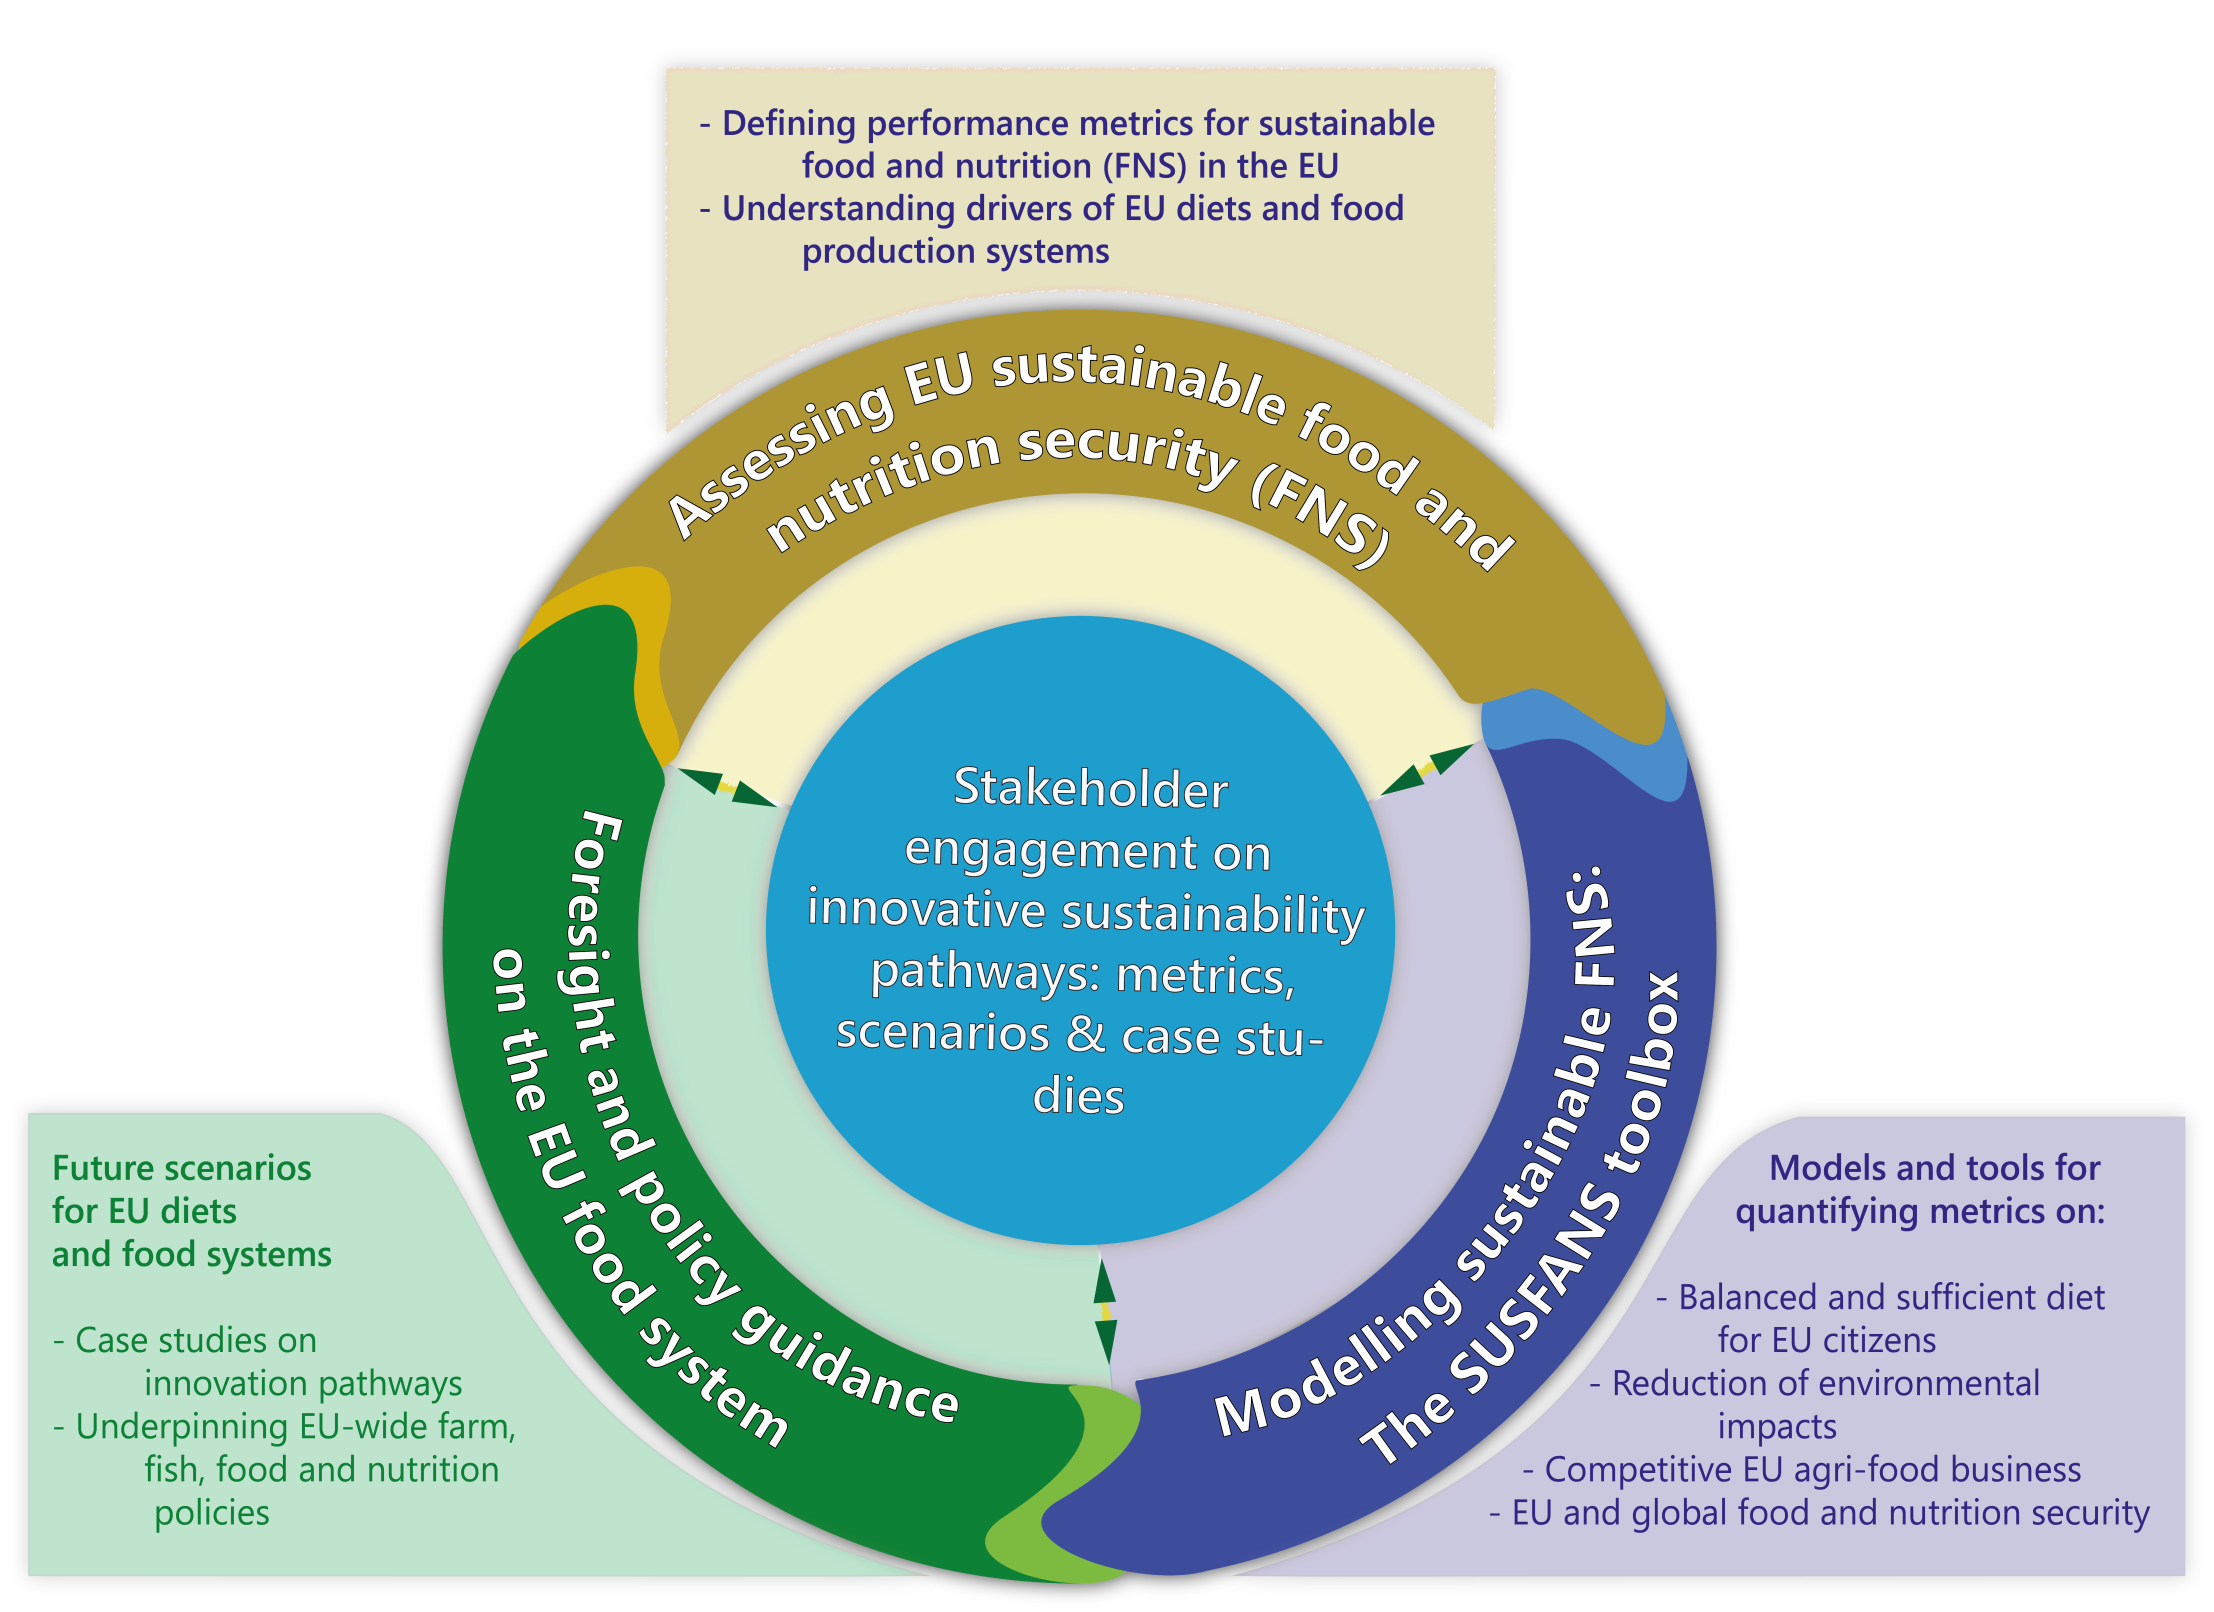 - Defining performance metrics for sustainable
food and nutrition (FNS) in the EU
- Understanding drivers of EU diets and food
production systems
Assessing EU sustainable food and
nutrition security (FNS)
Stakeholder
engagement on
innovative sustainability
pathways: metrics,
scenarios & case stu-
dies
Modelling sustainable FNS:
The SUSFANS toolbox
Foresight and policy guidance
on the EU food system
Future scenarios
for EU diets
and food systems
- Case studies on
innovation pathways
- Underpinning EU-wide farm,
fish, food and nutrition
policies
Models and tools for
quantifying metrics on:
- Balanced and sufficient diet
for EU citizens
- Reduction of environmental
impacts
- Competitive EU agri-food business
- EU and global food and nutrition security